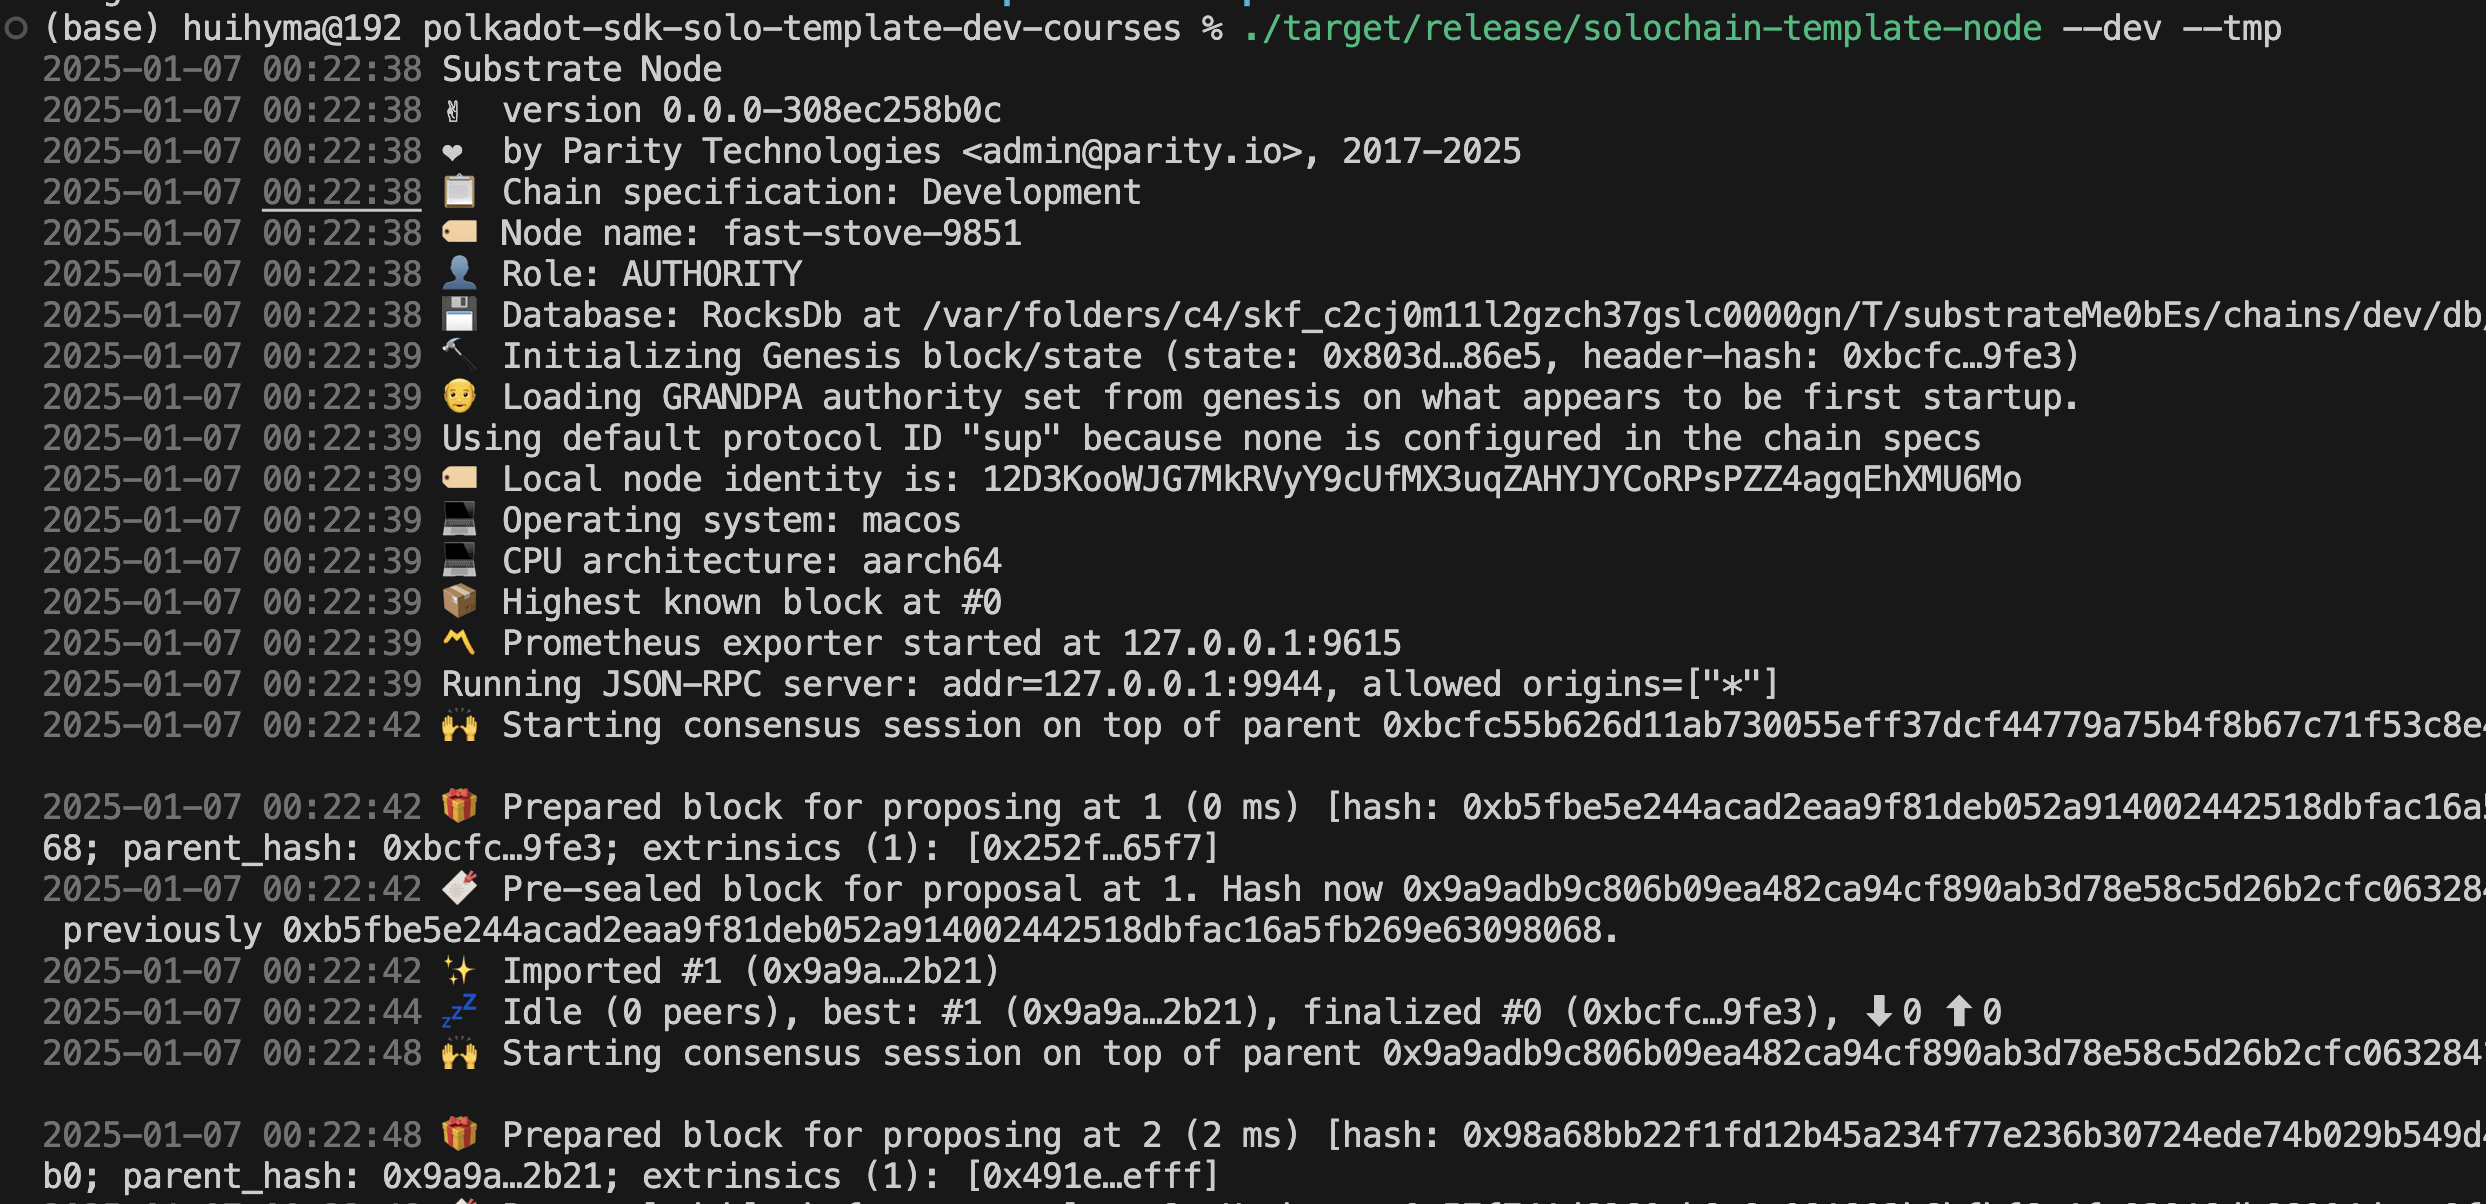 (base) huihyma@192 polkadot-sdk-solo-template-dev-courses % ./target/release/solochain-template-node --dev --tmp
2025-01-07 00:22:38 Substrate Node
2025-01-07 00:22:38 ✌️ version 0.0.0-308ec258b0c
2025-01-07 00:22:38 ❤️ by Parity Technologies <admin@parity.io>, 2017-2025
2025-01-07 00:22:38 📋 Chain specification: Development
2025-01-07 00:22:38 🏷 Node name: fast-stove-9851
2025-01-07 00:22:38 👤 Role: AUTHORITY
2025-01-07 00:22:38 💾 Database: RocksDb at /var/folders/c4/skf_c2cj0m11l2gzch37gslc0000gn/T/substrateMe0bEs/chains/dev/db
2025-01-07 00:22:39 🔨 Initializing Genesis block/state (state: 0x803d…86e5, header-hash: 0xbcfc…9fe3)
2025-01-07 00:22:39 👴 Loading GRANDPA authority set from genesis on what appears to be first startup.
2025-01-07 00:22:39 Using default protocol ID "sup" because none is configured in the chain specs
2025-01-07 00:22:39 🏷 Local node identity is: 12D3KooWJG7MkRVyY9cUfMX3uqZAHYJYCoRPsPZZ4agqEhXMU6Mo
2025-01-07 00:22:39 💻 Operating system: macos
2025-01-07 00:22:39 💻 CPU architecture: aarch64
2025-01-07 00:22:39 📦 Highest known block at #0
2025-01-07 00:22:39 〽️ Prometheus exporter started at 127.0.0.1:9615
2025-01-07 00:22:39 Running JSON-RPC server: addr=127.0.0.1:9944, allowed origins=["*"]
2025-01-07 00:22:42 🙌 Starting consensus session on top of parent 0xbcfc55b626d11ab730055eff37dcf44779a75b4f8b67c71f53c8e
2025-01-07 00:22:42 🎁 Prepared block for proposing at 1 (0 ms) [hash: 0xb5fbe5e244acad2eaa9f81deb052a914002442518dbfac16a
68; parent_hash: 0xbcfc…9fe3; extrinsics (1): [0x252f…65f7]
2025-01-07 00:22:42 🔖 Pre-sealed block for proposal at 1. Hash now 0x9a9adb9c806b09ea482ca94cf890ab3d78e58c5d26b2cfc06328
previously 0xb5fbe5e244acad2eaa9f81deb052a914002442518dbfac16a5fb269e63098068.
2025-01-07 00:22:42 ✨ Imported #1 (0x9a9a…2b21)
2025-01-07 00:22:44 💤 Idle (0 peers), best: #1 (0x9a9a…2b21), finalized #0 (0xbcfc…9fe3), ⬇ 0 ⬆ 0
2025-01-07 00:22:48 🙌 Starting consensus session on top of parent 0x9a9adb9c806b09ea482ca94cf890ab3d78e58c5d26b2cfc063284
2025-01-07 00:22:48 🎁 Prepared block for proposing at 2 (2 ms) [hash: 0x98a68bb22f1fd12b45a234f77e236b30724ede74b029b549d
b0; parent_hash: 0x9a9a…2b21; extrinsics (1): [0x491e…efff]